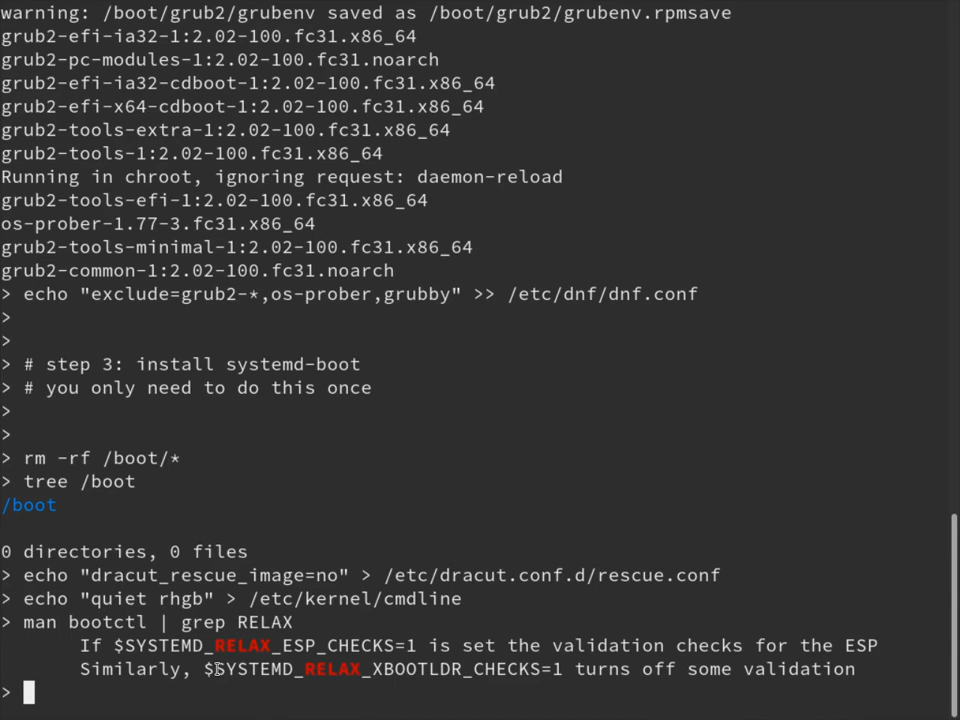 warning: /boot/grub2/grubenv saved as /boot/grub2/grubenv.rpmsave
grub2-efi-ia32-1:2.02-100.fc31.x86_64
grub2-pc-modules-1:2.02-100.fc31.noarch
grub2-efi-ia32-cdboot-1:2.02-100.fc31.x86_64
grub2-efi-x64-cdboot-1:2.02-100.fc31.x86_64
grub2-tools-extra-1:2.02-100.fc31.x86_64
grub2-tools-1:2.02-100.fc31.x86_64
Running in chroot, ignoring request: daemon-reload
grub2-tools-efi-1:2.02-100.fc31.x86_64
os-prober-1.77-3.fc31.x86_64
grub2-tools-minimal-1:2.02-100.fc31.x86_64
grub2-common-1:2.02-100.fc31.noarch
> echo "exclude=grub2-*,os-prober,grubby" >> /etc/dnf/dnf.conf
>
>
> # step 3: install systemd-boot
> # you only need to do this once
>
>
> rm -rf /boot/*
> tree /boot
/boot
0 directories, 0 files
> echo "dracut_rescue_image=no" > /etc/dracut.conf.d/rescue.conf
> echo "quiet rhgb" > /etc/kernel/cmdline
> man bootctl | grep RELAX
If $SYSTEMD_RELAX_ESP_CHECKS=1 is set the validation checks for the ESP
Similarly, $SYSTEMD_RELAX_XBOOTLDR_CHECKS=1 turns off some validation
>